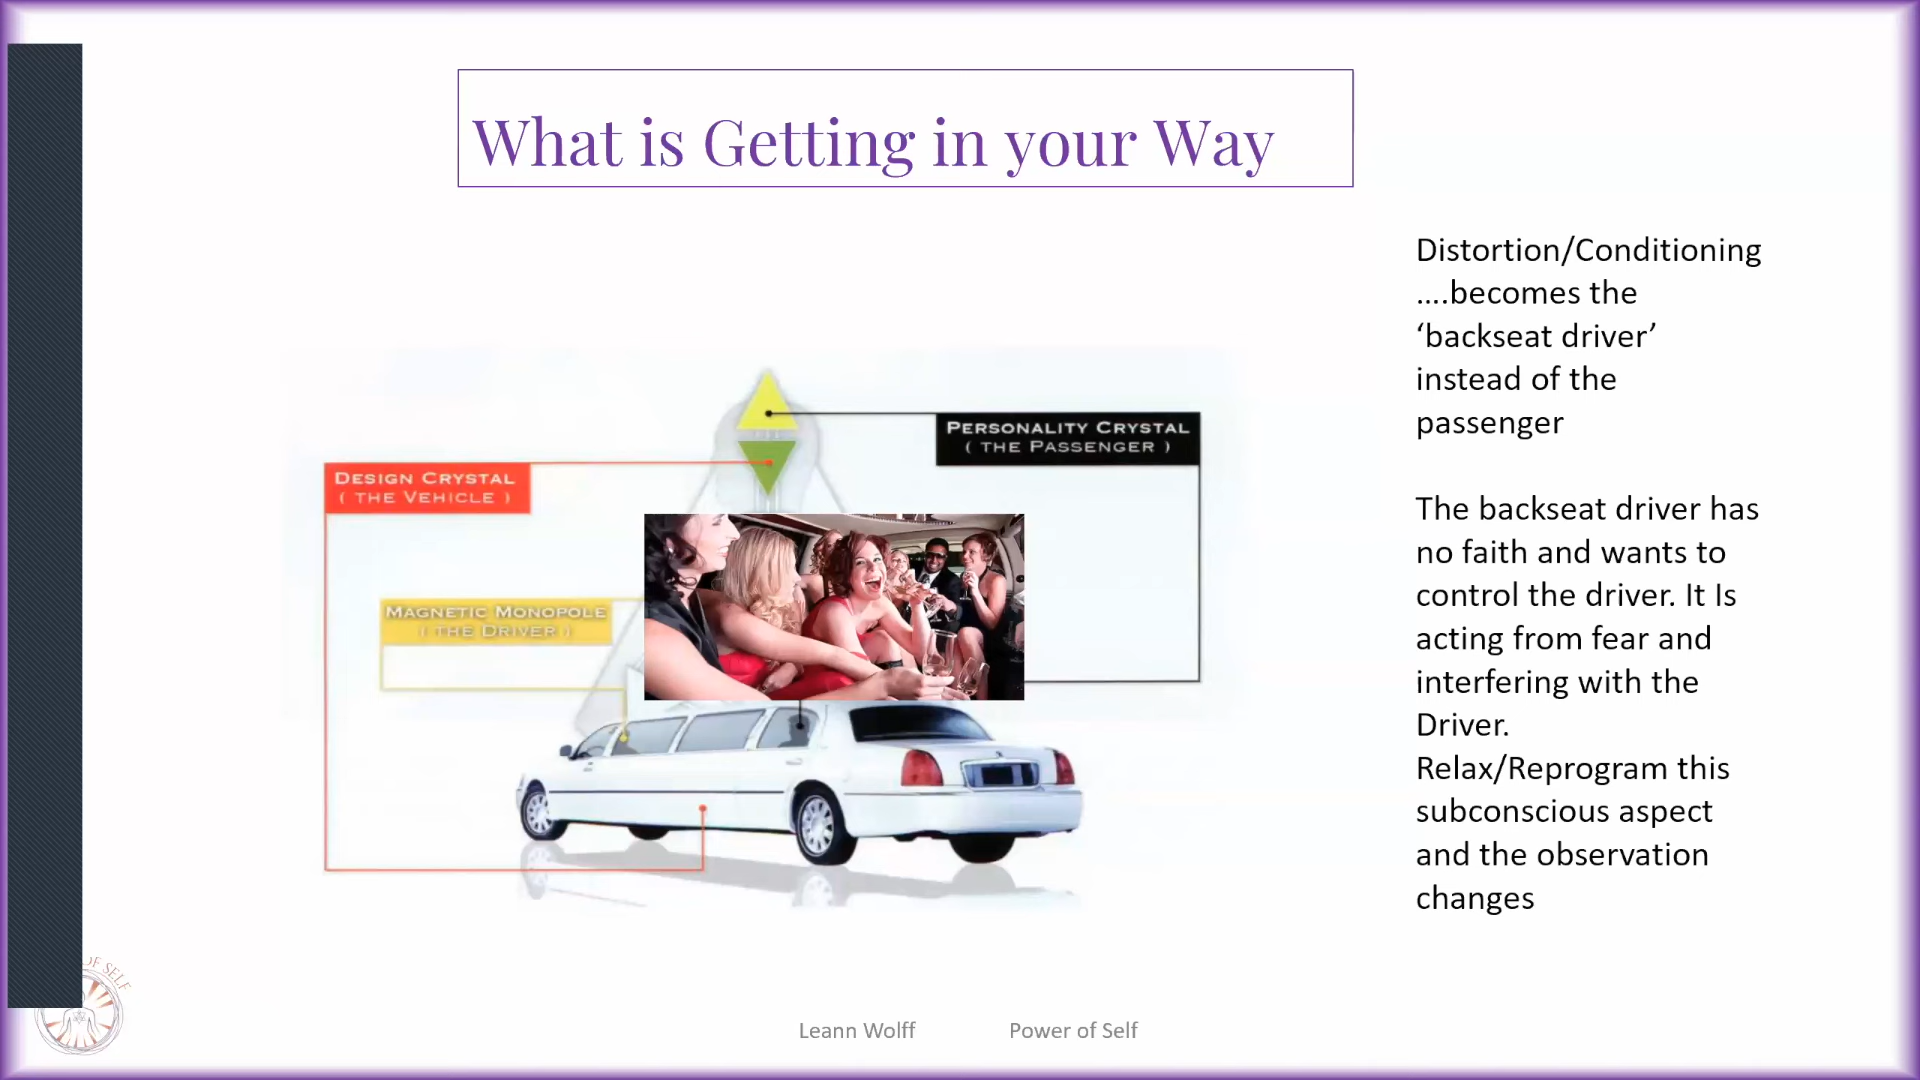 What is Getting in your Way
Distortion/Conditioning
....becomes the
‘backseat driver’
instead of the
passenger
The backseat driver has
no faith and wants to
control the driver. It Is
acting from fear and
interfering with the
Driver.
Relax/Reprogram this
subconscious aspect
and the observation
changes
PERSONALITY CRYSTAL
( THE PASSENGER )
DESIGN CRYSTAL
( THE VEHICLE )
MAGNETIC MONOPOLE
( THE DRIVER )
OF SELF
Leann Wolff
Power of Self